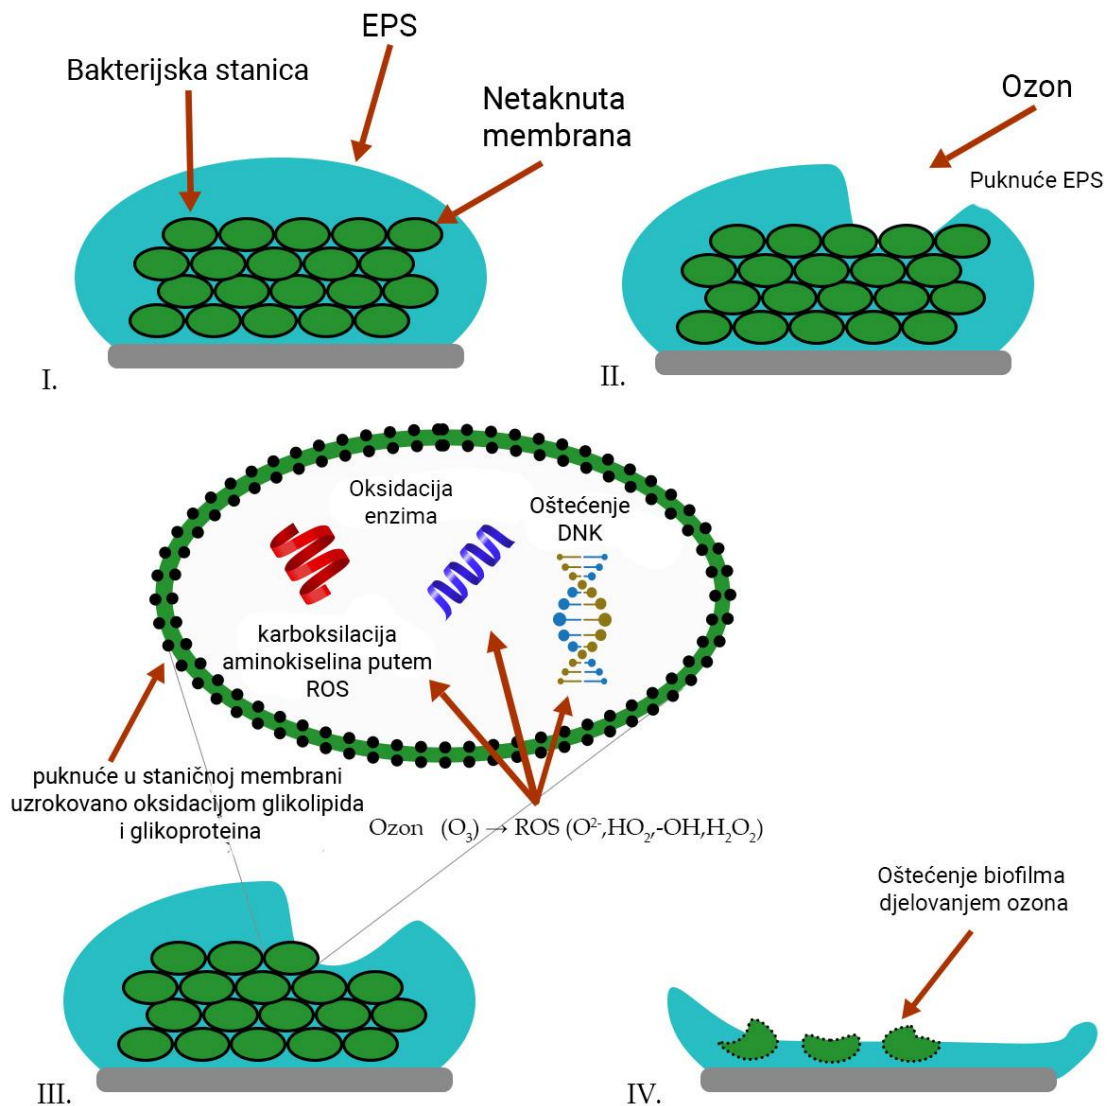 EPS
Bakterijska stanica
Netaknuta
membrana
I.
Ozon
Puknuće EPS
II.
Oksidacija
enzima
Oštećenje
DNK
karboksilacija
aminokiselina putem
ROS
puknuće u staničnoj membrani
uzrokovano oksidacijom glikolipida
i glikoproteina
Ozon (O₃) → ROS (O²⁻,HO₂,-OH,H₂O₂)
III.
Oštećenje biofilma
djelovanjem ozona
IV.